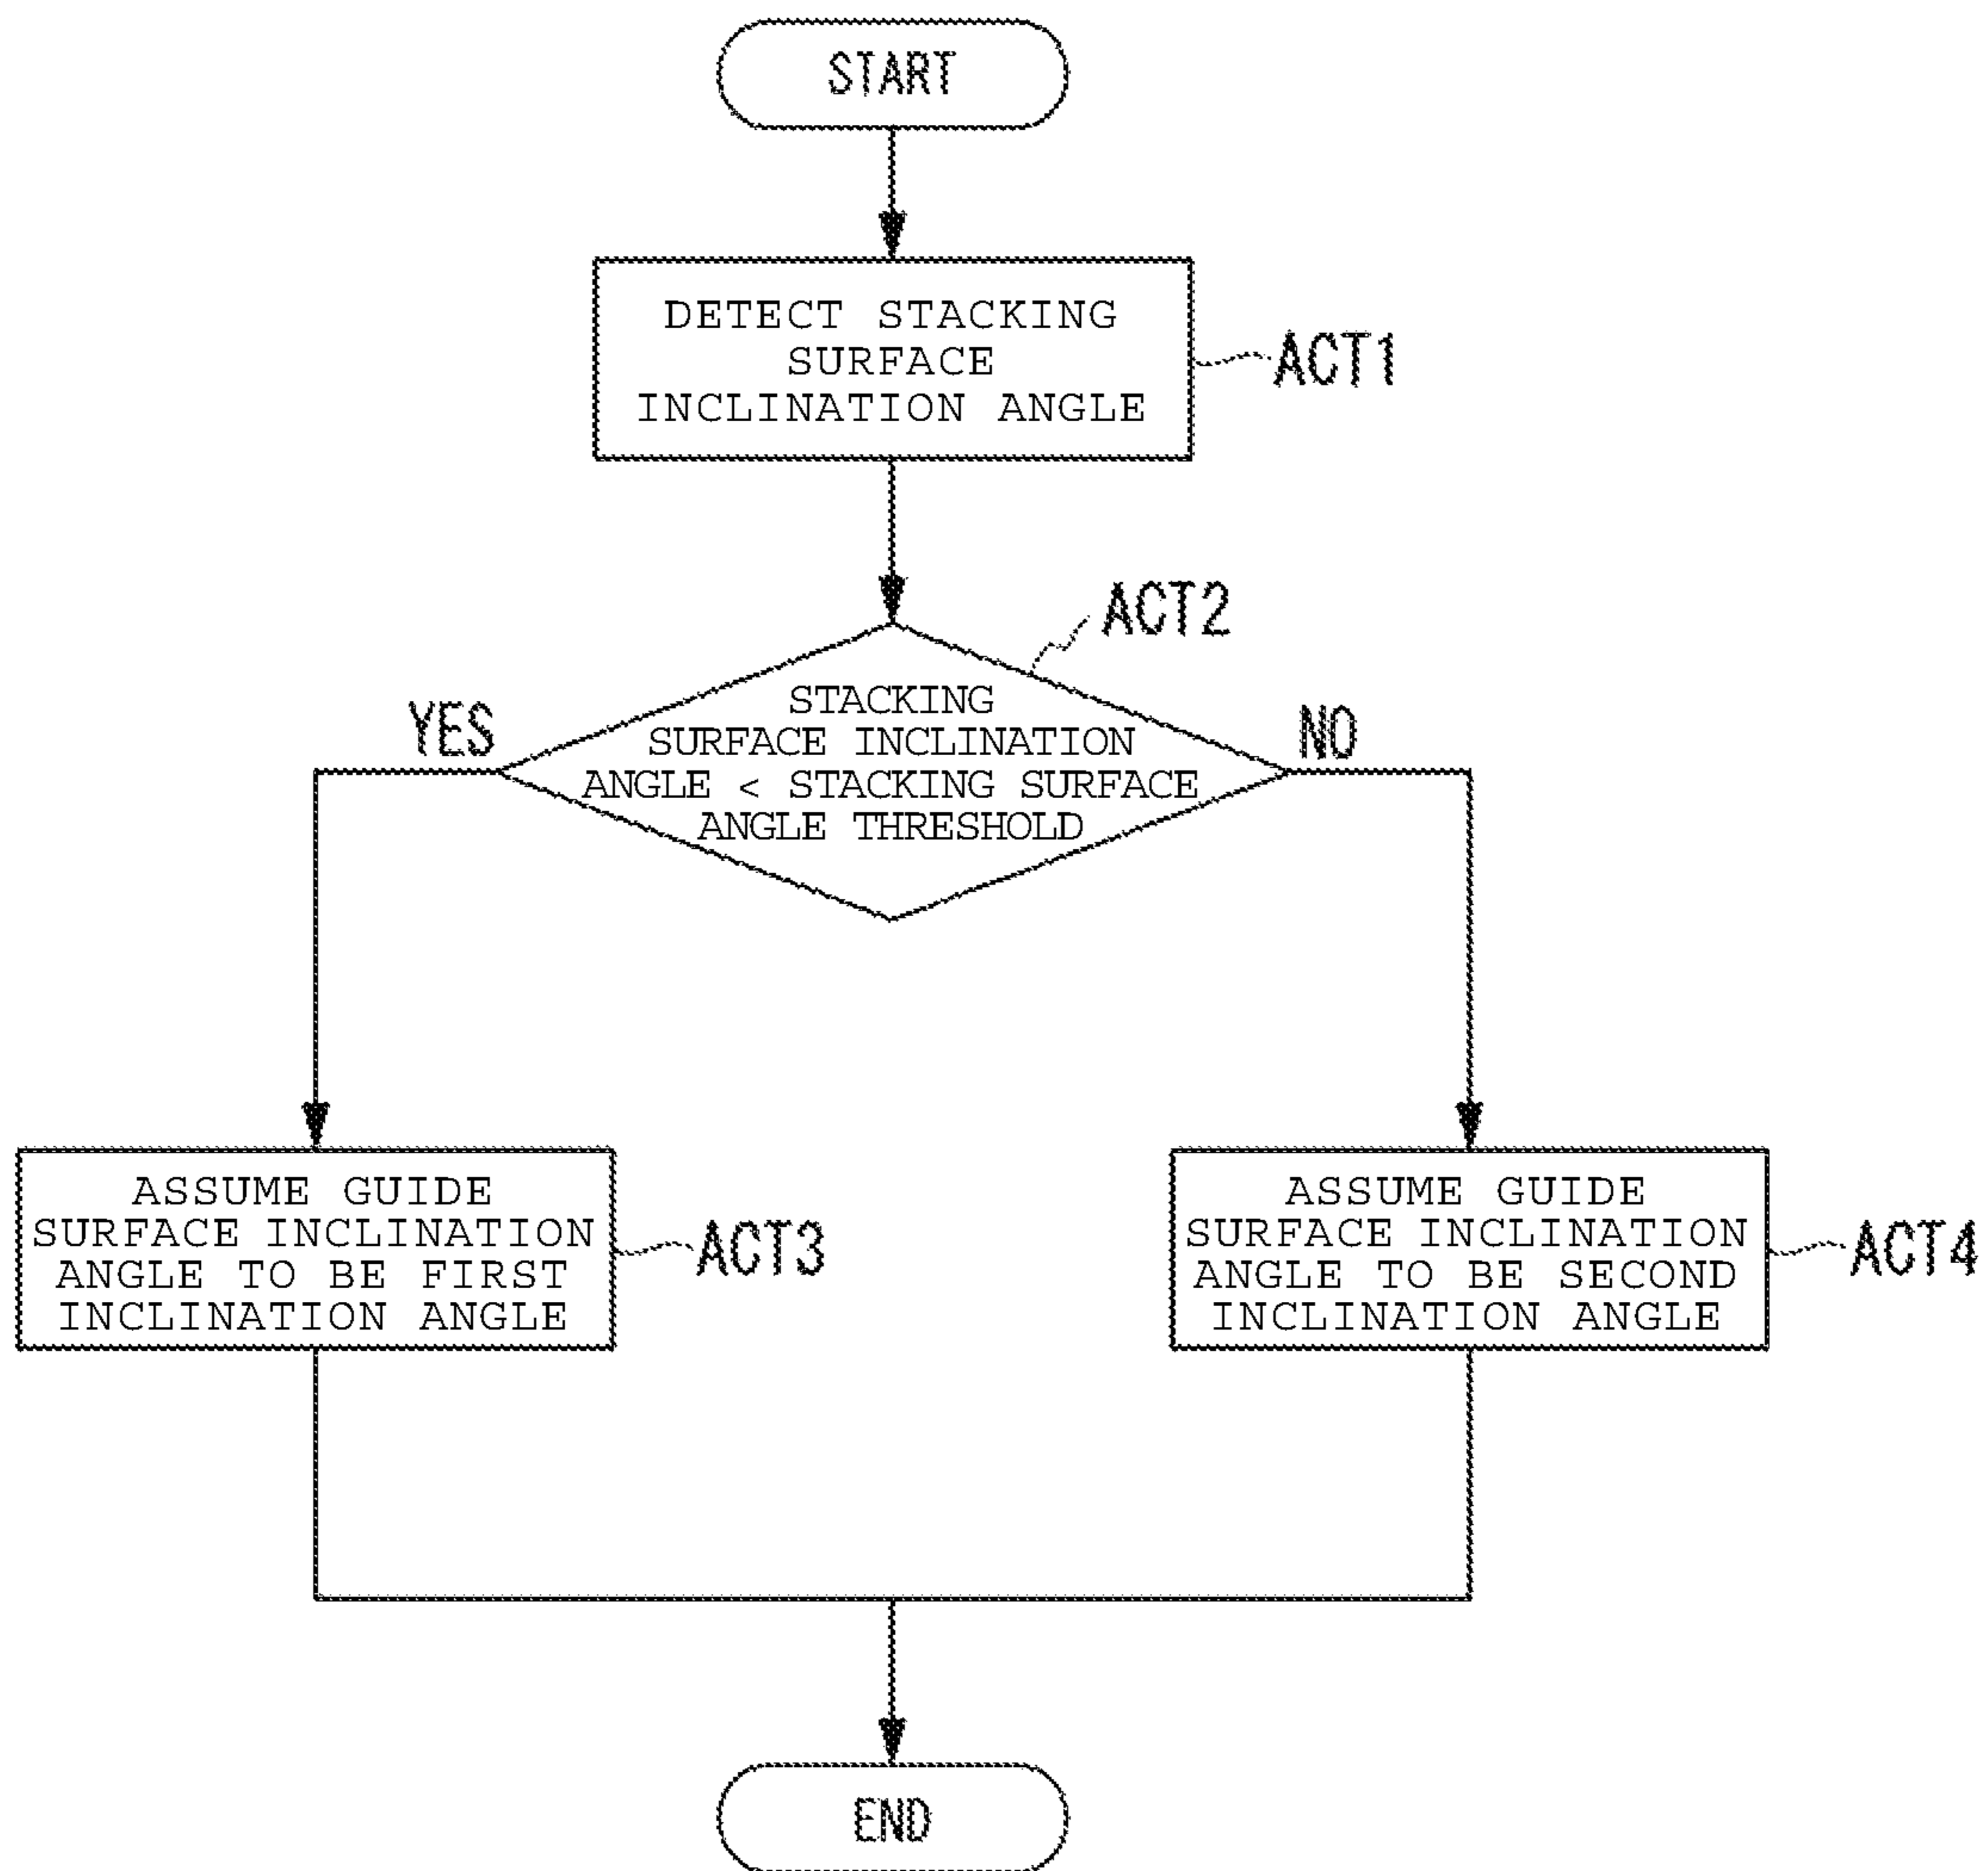 START
DETECT STACKING
SURFACE
INCLINATION ANGLE
ACT1
ACT2
STACKING
SURFACE INCLINATION
ANGLE < STACKING SURFACE
ANGLE THRESHOLD
YES
NO
ASSUME GUIDE
SURFACE INCLINATION
ANGLE TO BE FIRST
INCLINATION ANGLE
ACT3
ASSUME GUIDE
SURFACE INCLINATION
ANGLE TO BE SECOND
INCLINATION ANGLE
ACT4
END